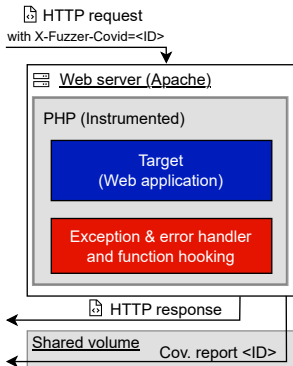 HTTP request
with X-Fuzzer-Covid=<ID>
Web server (Apache)
PHP (Instrumented)
Target
(Web application)
Exception & error handler
and function hooking
HTTP response
Shared volume
Cov. report <ID>